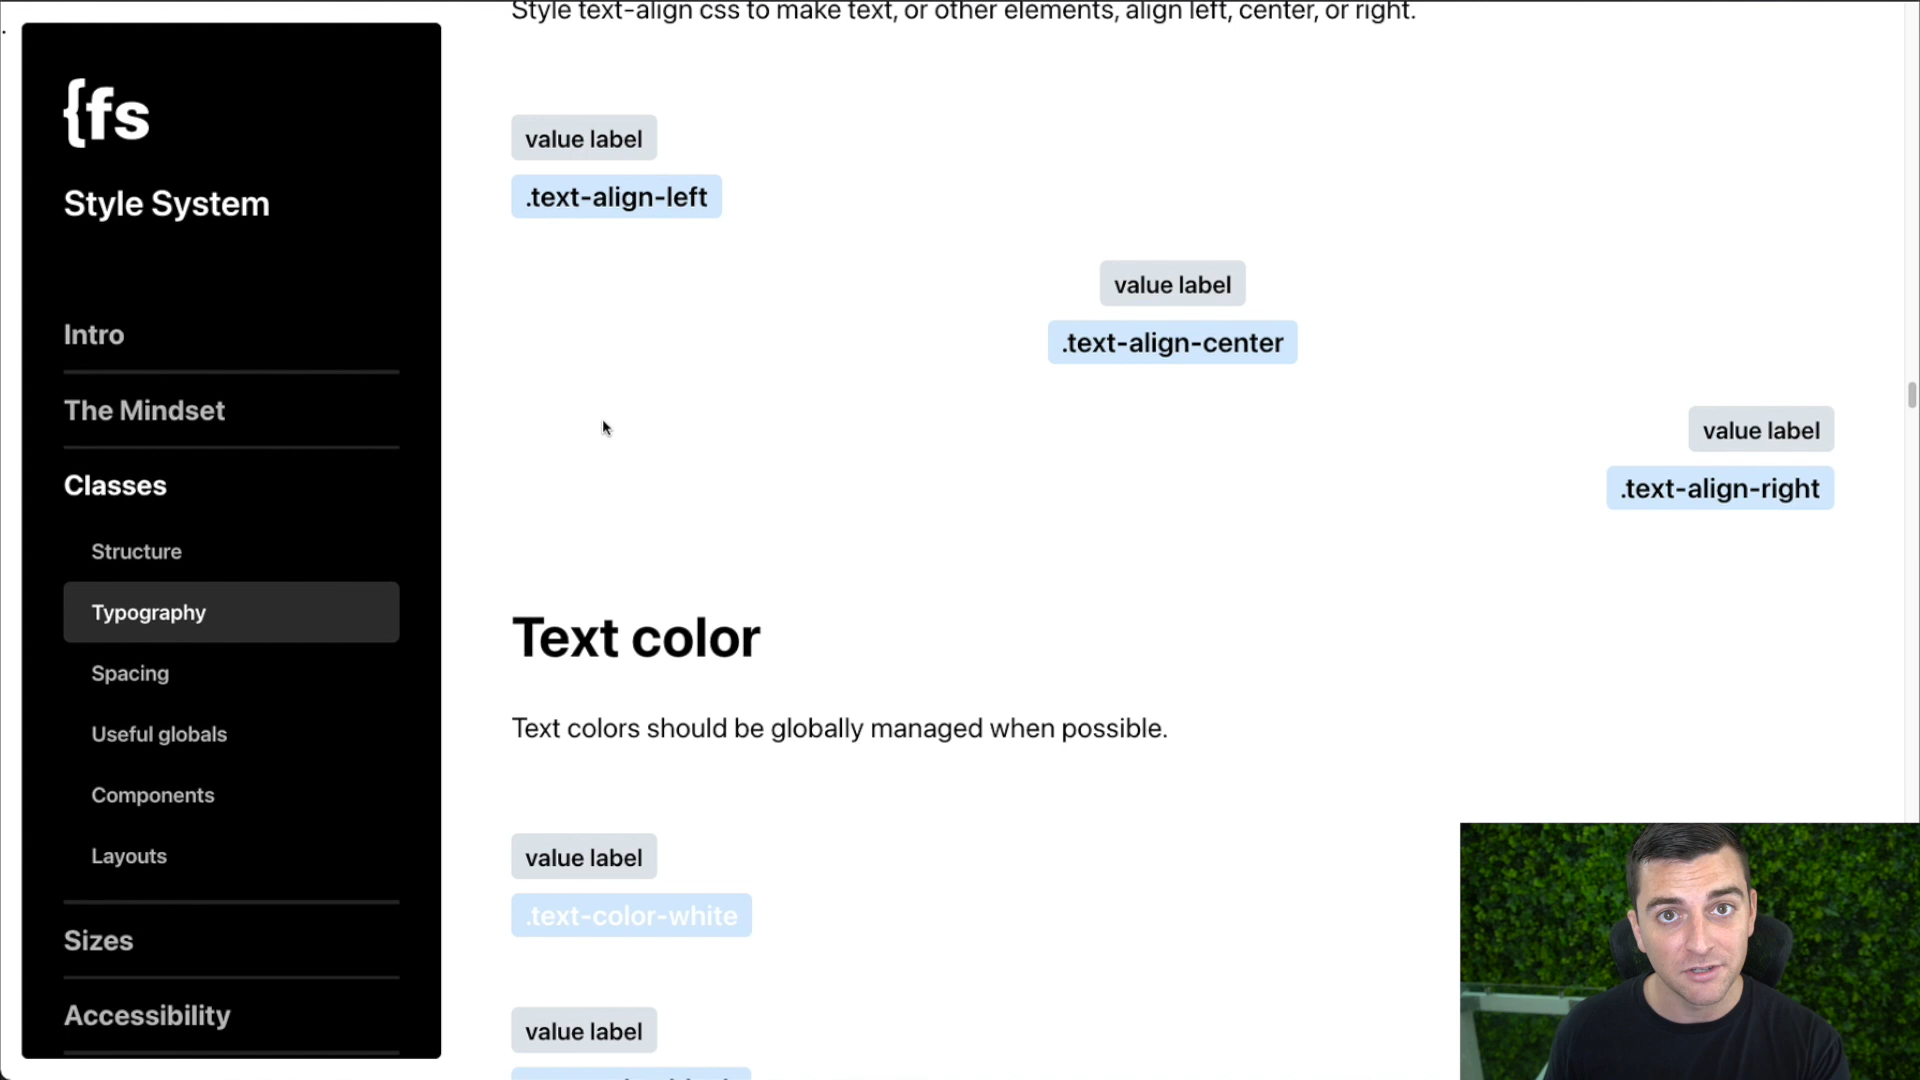 Style text-align css to make text, or other elements, align left, center, or right.
{fs
Style System
Intro
The Mindset
Classes
Structure
Typography
Spacing
Useful globals
Components
Layouts
Sizes
Accessibility
value label
.text-align-left
value label
.text-align-center
value label
.text-align-right
Text color
Text colors should be globally managed when possible.
value label
.text-color-white
value label